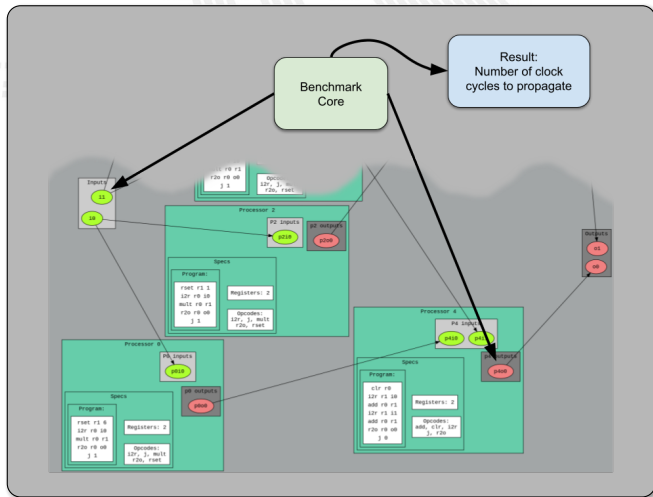 Benchmark
Core
Result:
Number of clock
cycles to propagate
r0 r1
r2o r0 o0
j 1
r2o, rset
Inputs
i1
i0
Processor 2
P2 inputs
p2i0
p2 outputs
p2o0
Specs
Program:
rset r1 1
i2r r0 i0
mult r0 r1
r2o r0 o0
j 1
Registers: 2
Opcodes:
i2r, j, mult
r2o, rset
Outputs
o1
o0
Processor 4
P4 inputs
p4i0
outputs
p4o0
Specs
Program:
clr r0
i2r r1 i0
add r0 r1
i2r r1 i1
add r0 r1
r2o r0 o0
j 0
Registers: 2
Opcodes:
add, clr, i2r
j, r2o
Processor 0
inputs
p0i0
p0 outputs
p0o0
Specs
Program:
rset r1 6
i2r r0 i0
mult r0 r1
r2o r0 o0
j 1
Registers: 2
Opcodes:
i2r, j, mult
r2o, rset